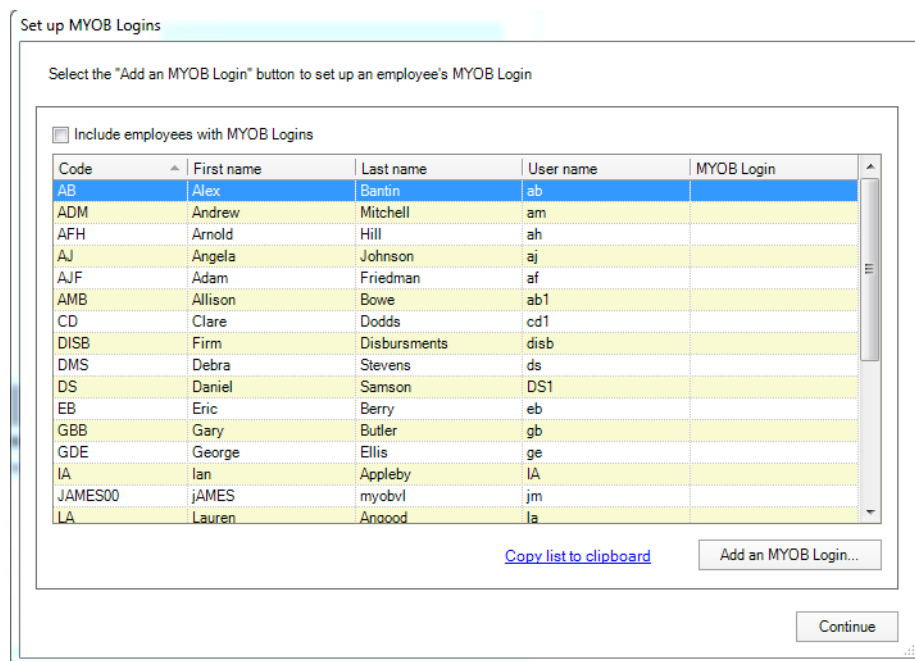 Set up MYOB Logins
Select the "Add an MYOB Login" button to set up an employee's MYOB Login
Include employees with MYOB Logins
Code First name Last name User name MYOB Login
AB Alex Bantin ab
ADM Andrew Mitchell am
AFH Arnold Hill ah
AJ Angela Johnson aj
AJF Adam Friedman af
AMB Allison Bowe ab1
CD Clare Dodds cd1
DISB Firm Disbursments disb
DMS Debra Stevens ds
DS Daniel Samson DS1
EB Eric Berry eb
GBB Gary Butler gb
GDE George Ellis ge
IA Ian Appleby IA
JAMES00 jAMES myobvl jm
LA Lauren Angood la
Copy list to clipboard Add an MYOB Login...
Continue